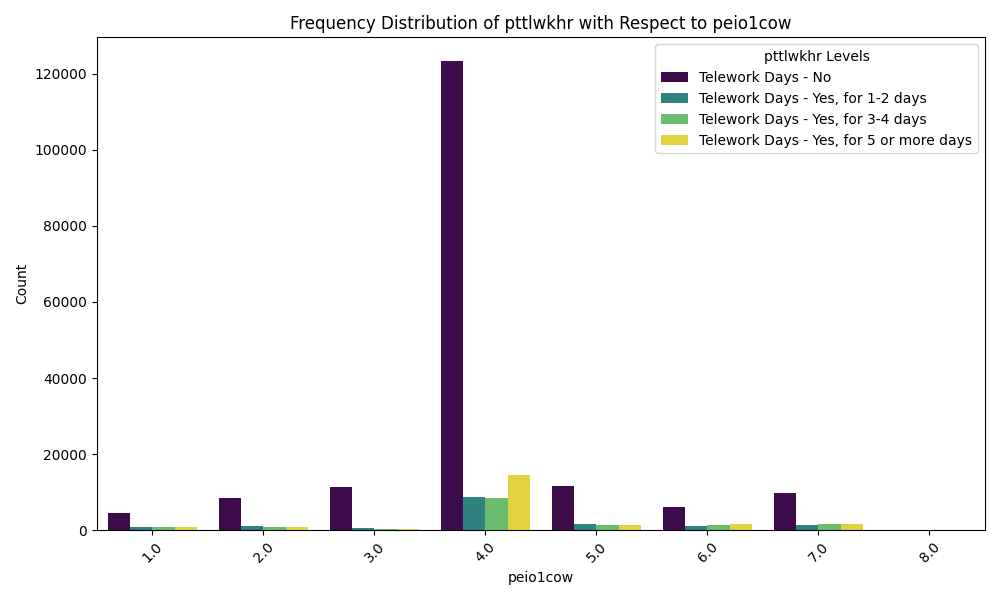 Frequency Distribution of pttlwkhr with Respect to peio1cow
pttlwkhr Levels
Telework Days - No
Telework Days - Yes, for 1-2 days
Telework Days - Yes, for 3-4 days
Telework Days - Yes, for 5 or more days
Count
120000
100000
80000
60000
40000
20000
0
1.0
2.0
3.0
4.0
5.0
6.0
7.0
8.0
peio1cow